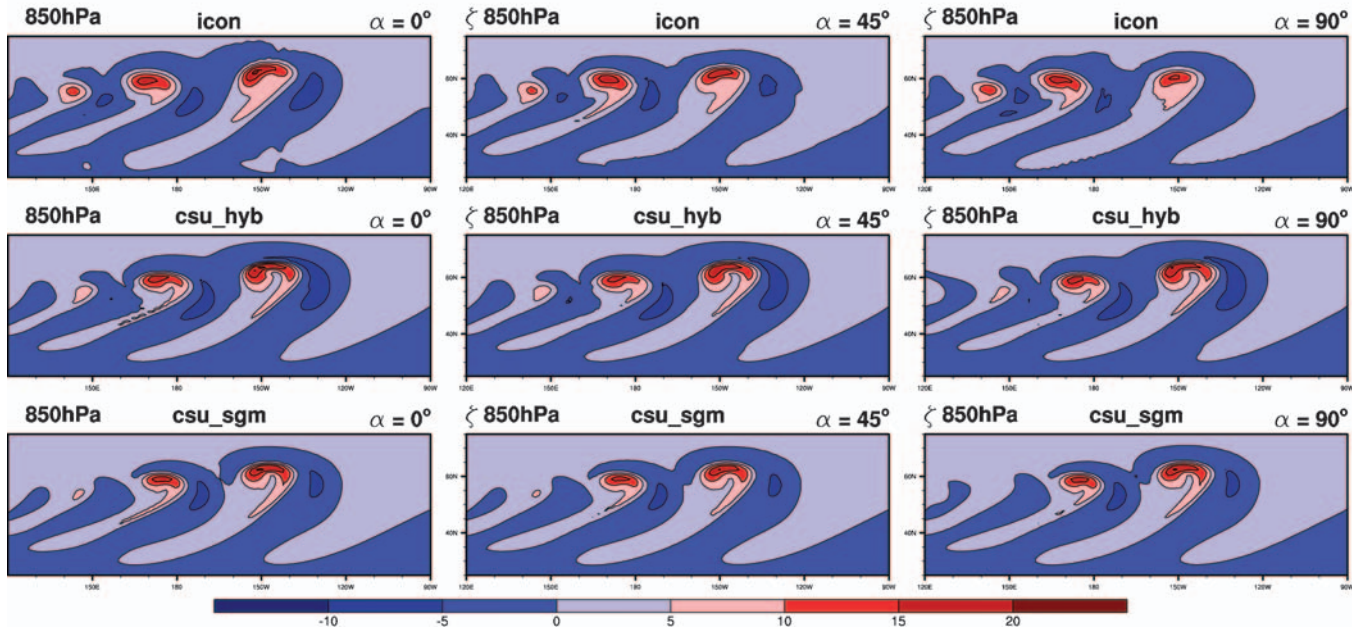 850hPa icon α = 0° ζ 850hPa icon α = 45° ζ 850hPa icon α = 90°
60N 60N
40N 40N
150E 180 150W 120W 90W 120E 150E 180 150W 120W 90W 120E 150E 180 150W 120W 90W
850hPa csu_hyb α = 0° ζ 850hPa csu_hyb α = 45° ζ 850hPa csu_hyb α = 90°
60N 60N
40N 40N
150E 180 150W 120W 90W 120E 150E 180 150W 120W 90W 120E 150E 180 150W 120W 90W
850hPa csu_sgm α = 0° ζ 850hPa csu_sgm α = 45° ζ 850hPa csu_sgm α = 90°
60N 60N
40N 40N
150E 180 150W 120W 90W 120E 150E 180 150W 120W 90W 120E 150E 180 150W 120W 90W
-10 -5 0 5 10 15 20